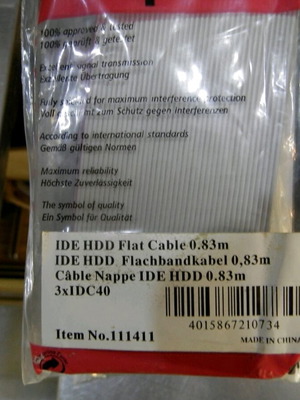 100% approved & tested
100% geprüft & getestet
Excellent signal transmission
Exzellente Übertragung
Fully shielded for maximum interference protection
Voll geschirmt zum Schutz gegen Interferenzen
According to international standards
Gemäß gültigen Normen
Maximum reliability
Höchste Zuverlässigkeit
The symbol of quality
Ein Symbol für Qualität
IDE HDD Flat Cable 0.83m
IDE HDD Flachbandkabel 0,83m
Câble Nappe IDE HDD 0.83m
3xIDC40
4015867210734
Item No.111411
MADE IN CHINA